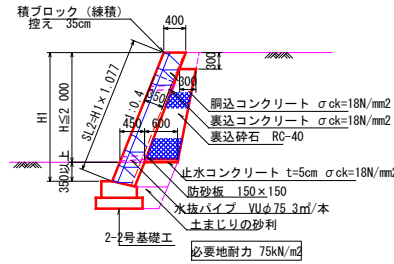 積ブロック (練積)
控え 35cm
400
300
H1
H≦2 000
SL2=H1×1.077
1:0.4
350
300
450
600
350以上
胴込コンクリート σck=18N/mm2
裏込コンクリート σck=18N/mm2
裏込砕石 RC-40
止水コンクリート t=5cm σck=18N/mm2
防砂板 150×150
水抜パイプ VUφ75 3㎡/本
土まじりの砂利
2-2号基礎工
必要地耐力 75kN/m2